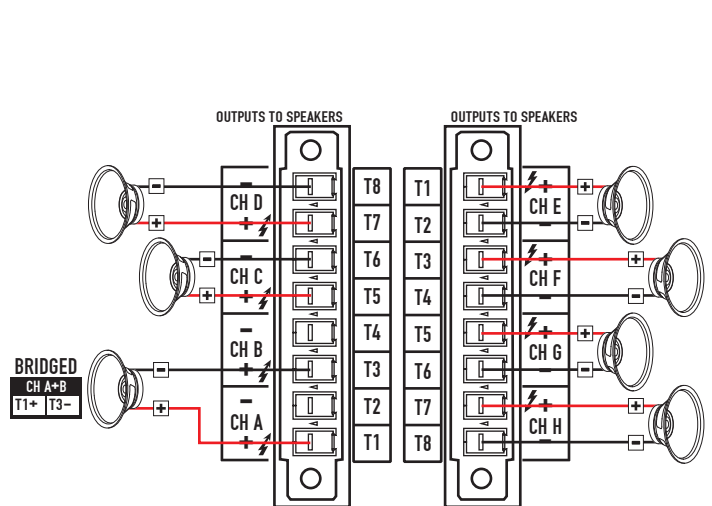 OUTPUTS TO SPEAKERS
OUTPUTS TO SPEAKERS
- - CH D T8 T1 + + CH E
+ + T7 T2 - -
- - CH C T6 T3 + + CH F
+ + T5 T4 - -
- CH B T4 T5 + + CH G
- + T3 T6 - -
BRIDGED
CH A+B
T1+ T3-
+ - CH A T2 T7 + + CH H
+ T1 T8 - -